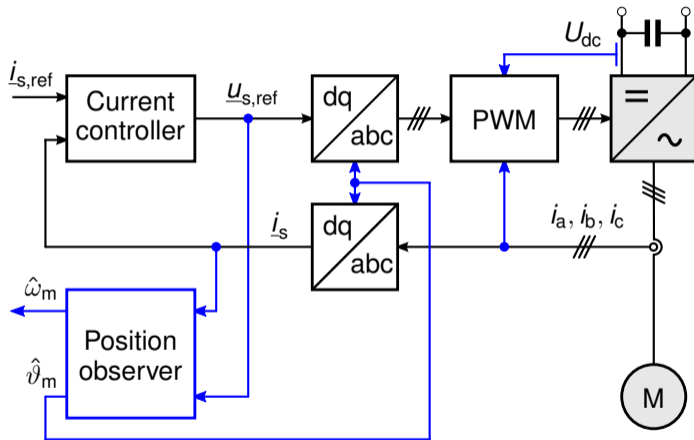 U_dc
i_s,ref
u_s,ref
Current
controller
dq
abc
PWM
=
~
i_s
dq
abc
i_a, i_b, i_c
ω̂_m
Position
observer
ϑ̂_m
M